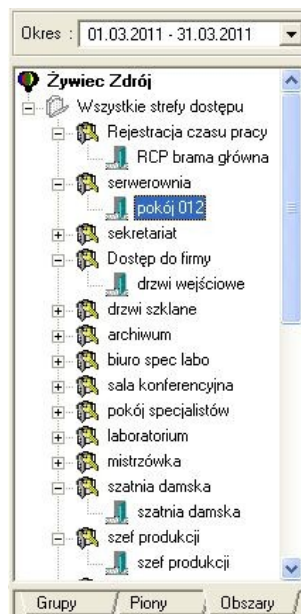 Okres : 01.03.2011 - 31.03.2011
Żywiec Zdrój
Wszystkie strefy dostępu
Rejestracja czasu pracy
RCP brama główna
serwerownia
pokój 012
sekretariat
Dostęp do firmy
drzwi wejściowe
drzwi szklane
archiwum
biuro spec labo
sala konferencyjna
pokój specjalistów
laboratorium
mistrzówka
szatnia damska
szatnia damska
szef produkcji
szef produkcji
Grupy Piony Obszary